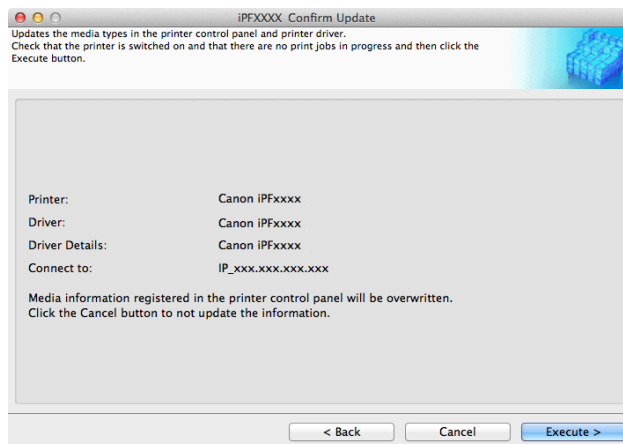 iPFXXXX Confirm Update
Updates the media types in the printer control panel and printer driver.
Check that the printer is switched on and that there are no print jobs in progress and then click the
Execute button.
Printer: Canon iPFxxxx
Driver: Canon iPFxxxx
Driver Details: Canon iPFxxxx
Connect to: IP_xxx.xxx.xxx.xxx
Media information registered in the printer control panel will be overwritten.
Click the Cancel button to not update the information.
< Back Cancel Execute >